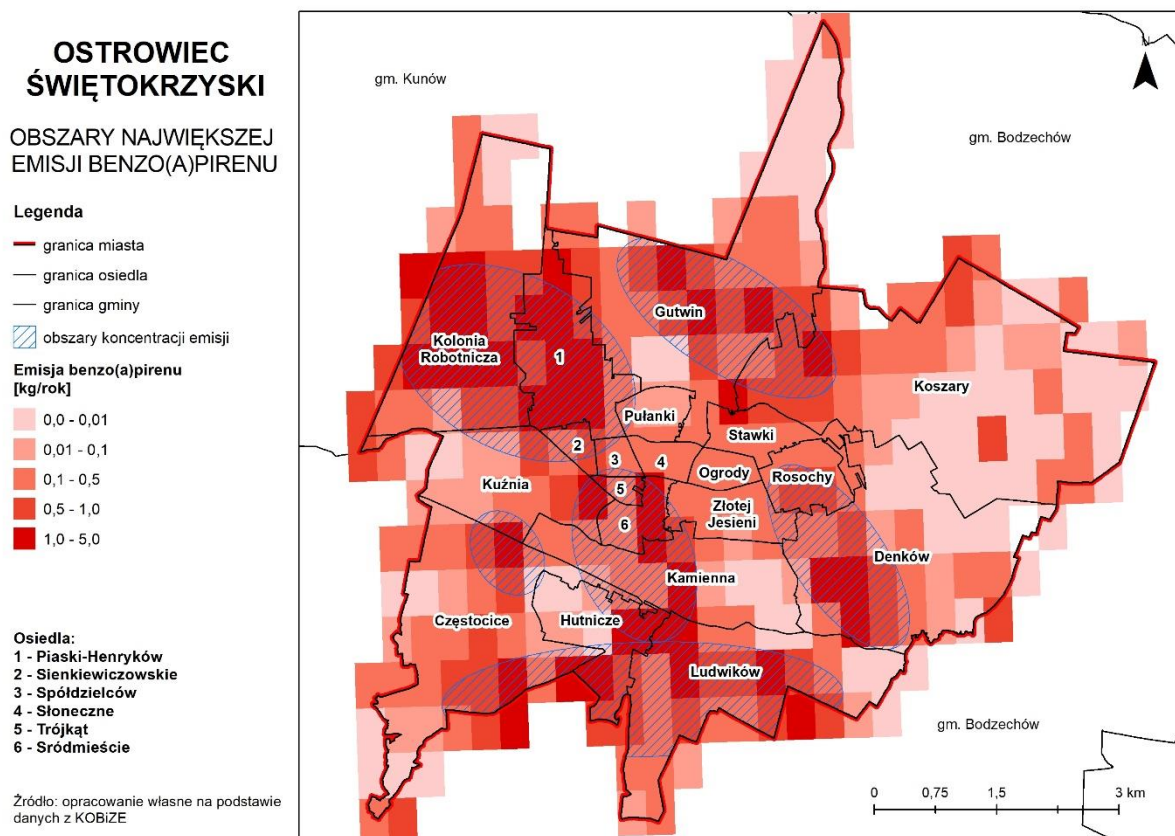 OSTROWIEC
ŚWIĘTOKRZYSKI
OBSZARY NAJWIĘKSZEJ
EMISJI BENZO(A)PIRENU
Legenda
granica miasta
granica osiedla
granica gminy
obszary koncentracji emisji
Emisja benzo(a)pirenu
[kg/rok]
0,0 - 0,01
0,01 - 0,1
0,1 - 0,5
0,5 - 1,0
1,0 - 5,0
Osiedla:
1 - Piaski-Henryków
2 - Sienkiewiczowskie
3 - Spółdzielców
4 - Słoneczne
5 - Trójkąt
6 - Sródmieście
Źródło: opracowanie własne na podstawie
danych z KOBiZE
gm. Kunów
N
gm. Bodzechów
Gutwin
Kolonia
Robotnicza
1
Koszary
Pułanki
Stawki
2
3
4
Ogrody
Rosochy
Kuźnia
5
6
Złotej
Jesieni
Denków
Kamienna
Częstocice
Hutnicze
Ludwików
gm. Bodzechów
0 0,75 1,5 3 km